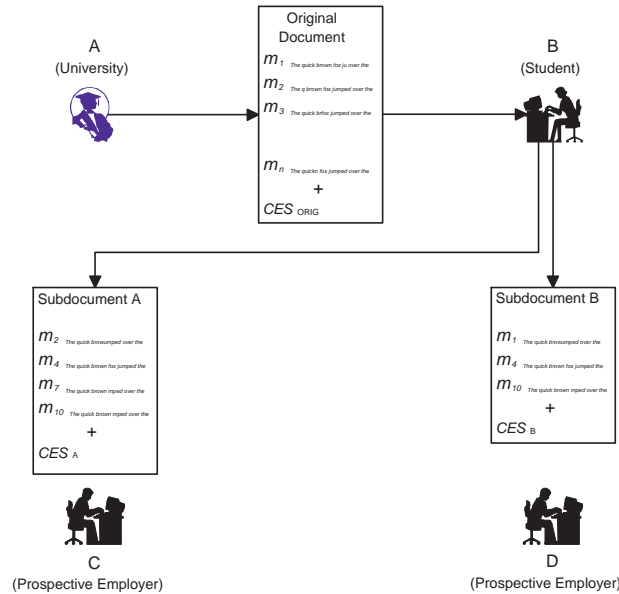 A
(University)
Original
Document
m1 The quick brown fox ju over the
m2 The q brown fox jumped over the
m3 The quick bfox jumped over the
mn The quickn fox jumped over the
+
CES ORIG
B
(Student)
Subdocument A
m2 The quick browumped over the
m4 The quick brown fox jumped the
m7 The quick brown mped over the
m10 The quick brown mped over the
+
CES A
Subdocument B
m1 The quick browumped over the
m4 The quick brown fox jumped the
m10 The quick brown mped over the
+
CES B
C
(Prospective Employer)
D
(Prospective Employer)